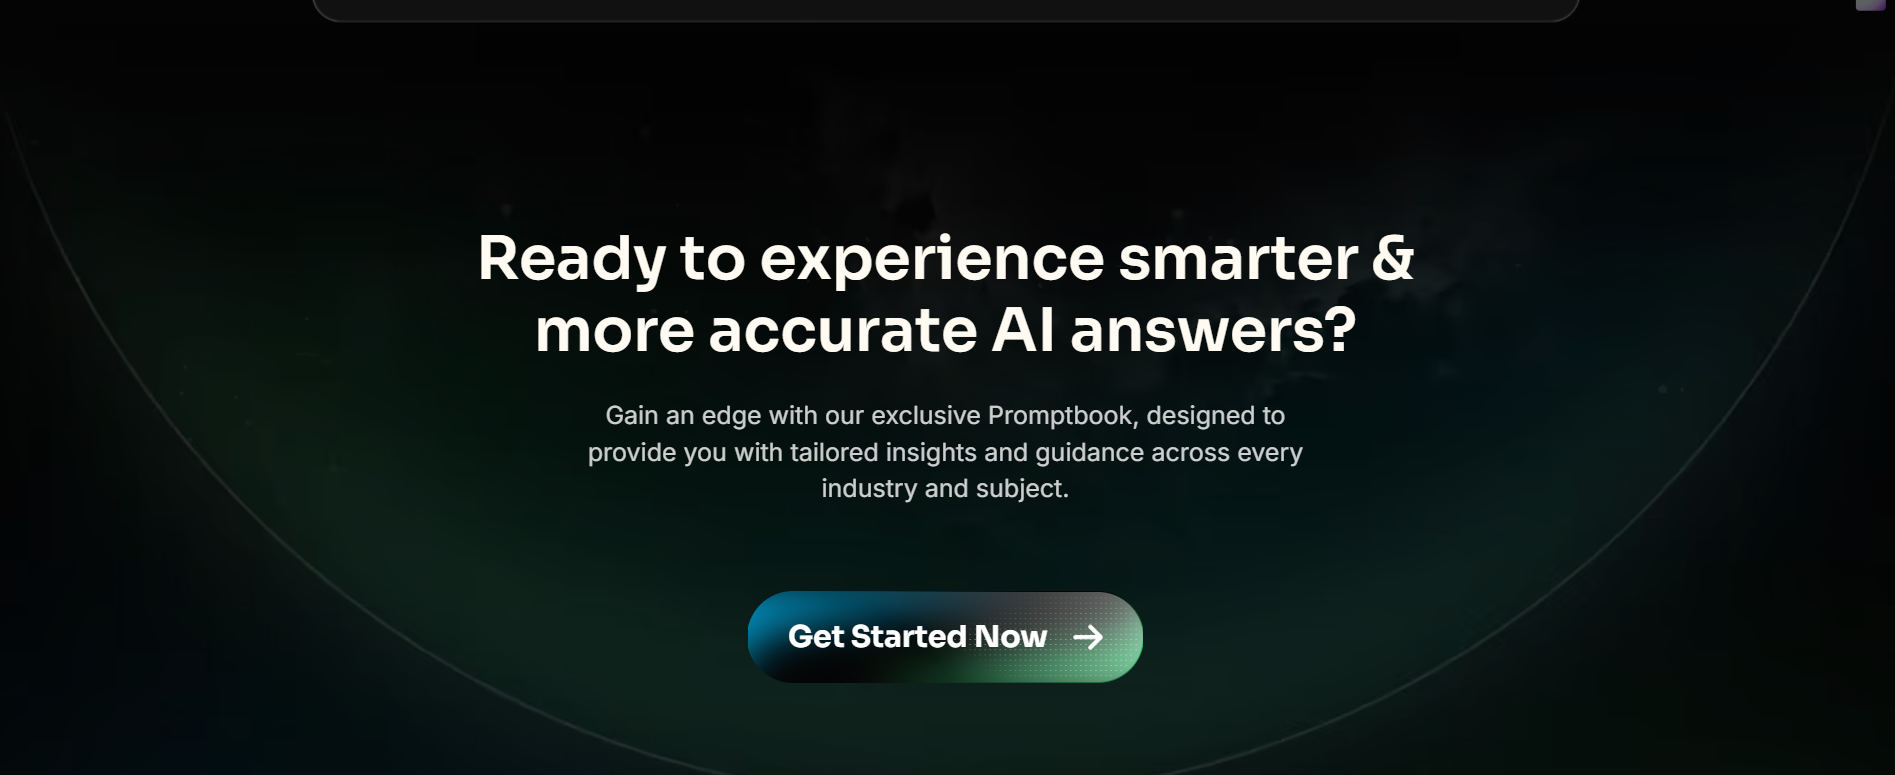 Ready to experience smarter &
more accurate AI answers?
Gain an edge with our exclusive Promptbook, designed to
provide you with tailored insights and guidance across every
industry and subject.
Get Started Now